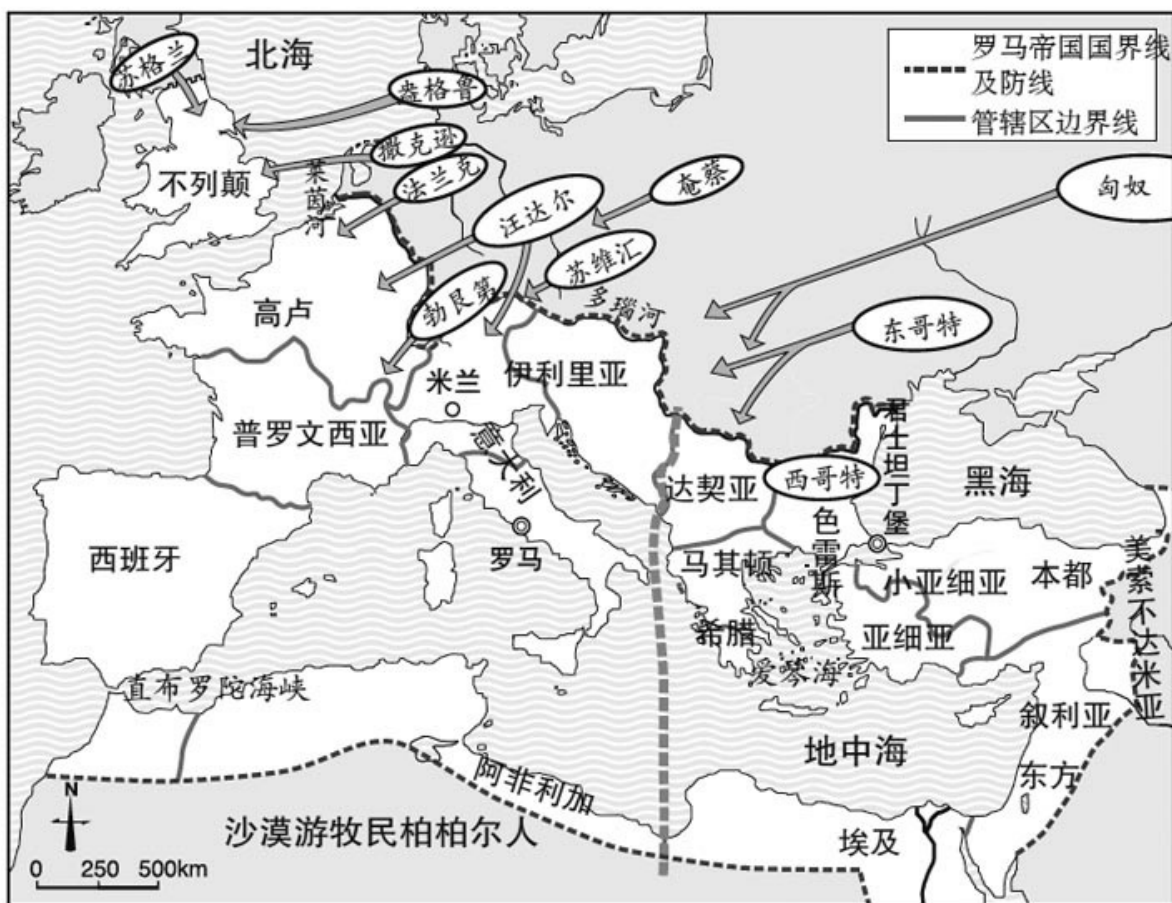 罗马帝国国界线
及防线
管辖区边界线
北海
苏格兰
盎格鲁
撒克逊
不列颠
莱茵河
法兰克
汪达尔
奄蔡
匈奴
苏维汇
勃艮第
多瑙河
东哥特
高卢
米兰
伊利里亚
普罗文西亚
意大利
达契亚
西哥特
君士坦丁堡
黑海
西班牙
罗马
马其顿
色雷斯
小亚细亚
本都
美索不达米亚
希腊
亚细亚
爱琴海
直布罗陀海峡
叙利亚
地中海
东方
阿非利加
埃及
沙漠游牧民柏柏尔人
N
0 250 500km